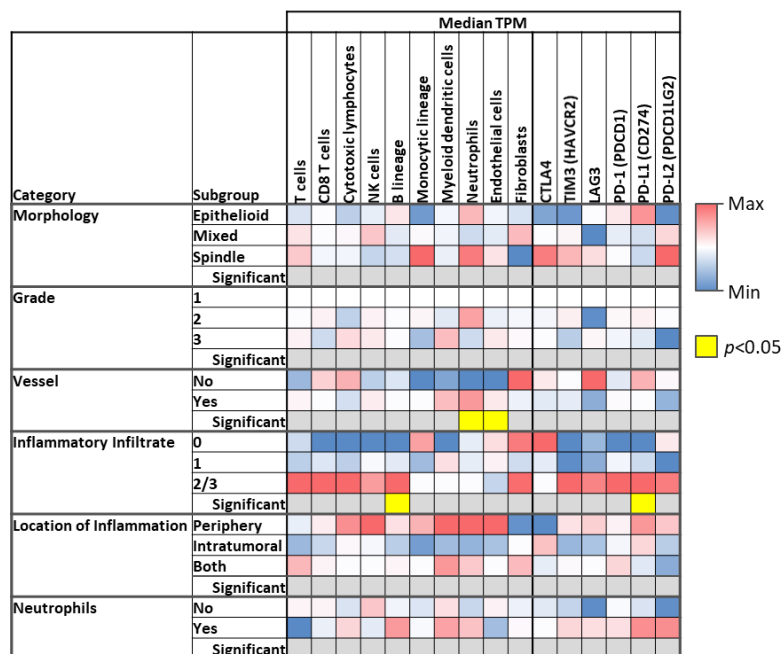 Median TPM
Category
Subgroup
T cells
CD8 T cells
Cytotoxic lymphocytes
NK cells
B lineage
Monocytic lineage
Myeloid dendritic cells
Neutrophils
Endothelial cells
Fibroblasts
CTLA4
TIM3 (HAVCR2)
LAG3
PD-1 (PDCD1)
PD-L1 (CD274)
PD-L2 (PDCD1LG2)
Morphology
Epithelioid
Mixed
Spindle
Significant
Grade
1
2
3
Significant
Vessel
No
Yes
Significant
Inflammatory Infiltrate
0
1
2/3
Significant
Location of Inflammation
Periphery
Intratumoral
Both
Significant
Neutrophils
No
Yes
Significant
Max
Min
p<0.05